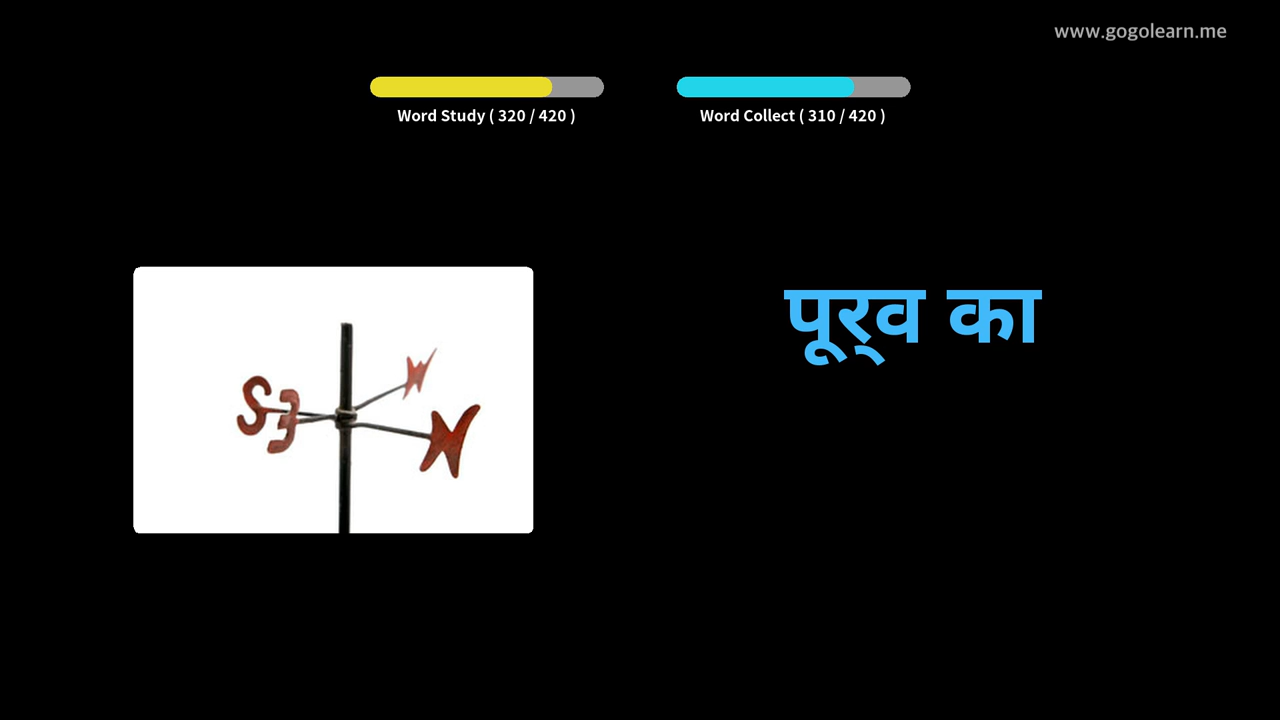 www.gogolearn.me
Word Study ( 320 / 420 )
Word Collect ( 310 / 420 )
पूर्व का
S E N W